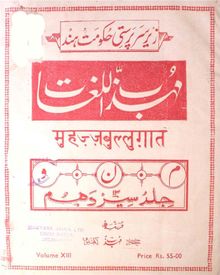 زیر سرپرستی حکومت ہند
مہذب اللغات
मुहज़्ज़बुल्लुग़ात
م ○ ن ○ و
جلد سیزدہم
Volume XIII
Price Rs. 55-00